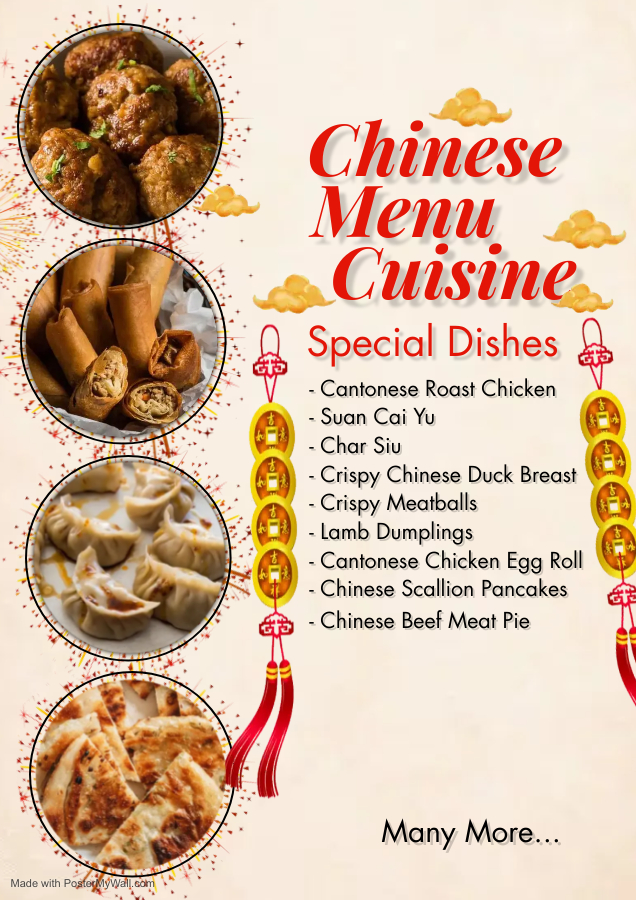 Chinese
Menu
Cuisine
Special Dishes
- Cantonese Roast Chicken
- Suan Cai Yu
- Char Siu
- Crispy Chinese Duck Breast
- Crispy Meatballs
- Lamb Dumplings
- Cantonese Chicken Egg Roll
- Chinese Scallion Pancakes
- Chinese Beef Meat Pie
Many More...
Made with PosterMyWall.com